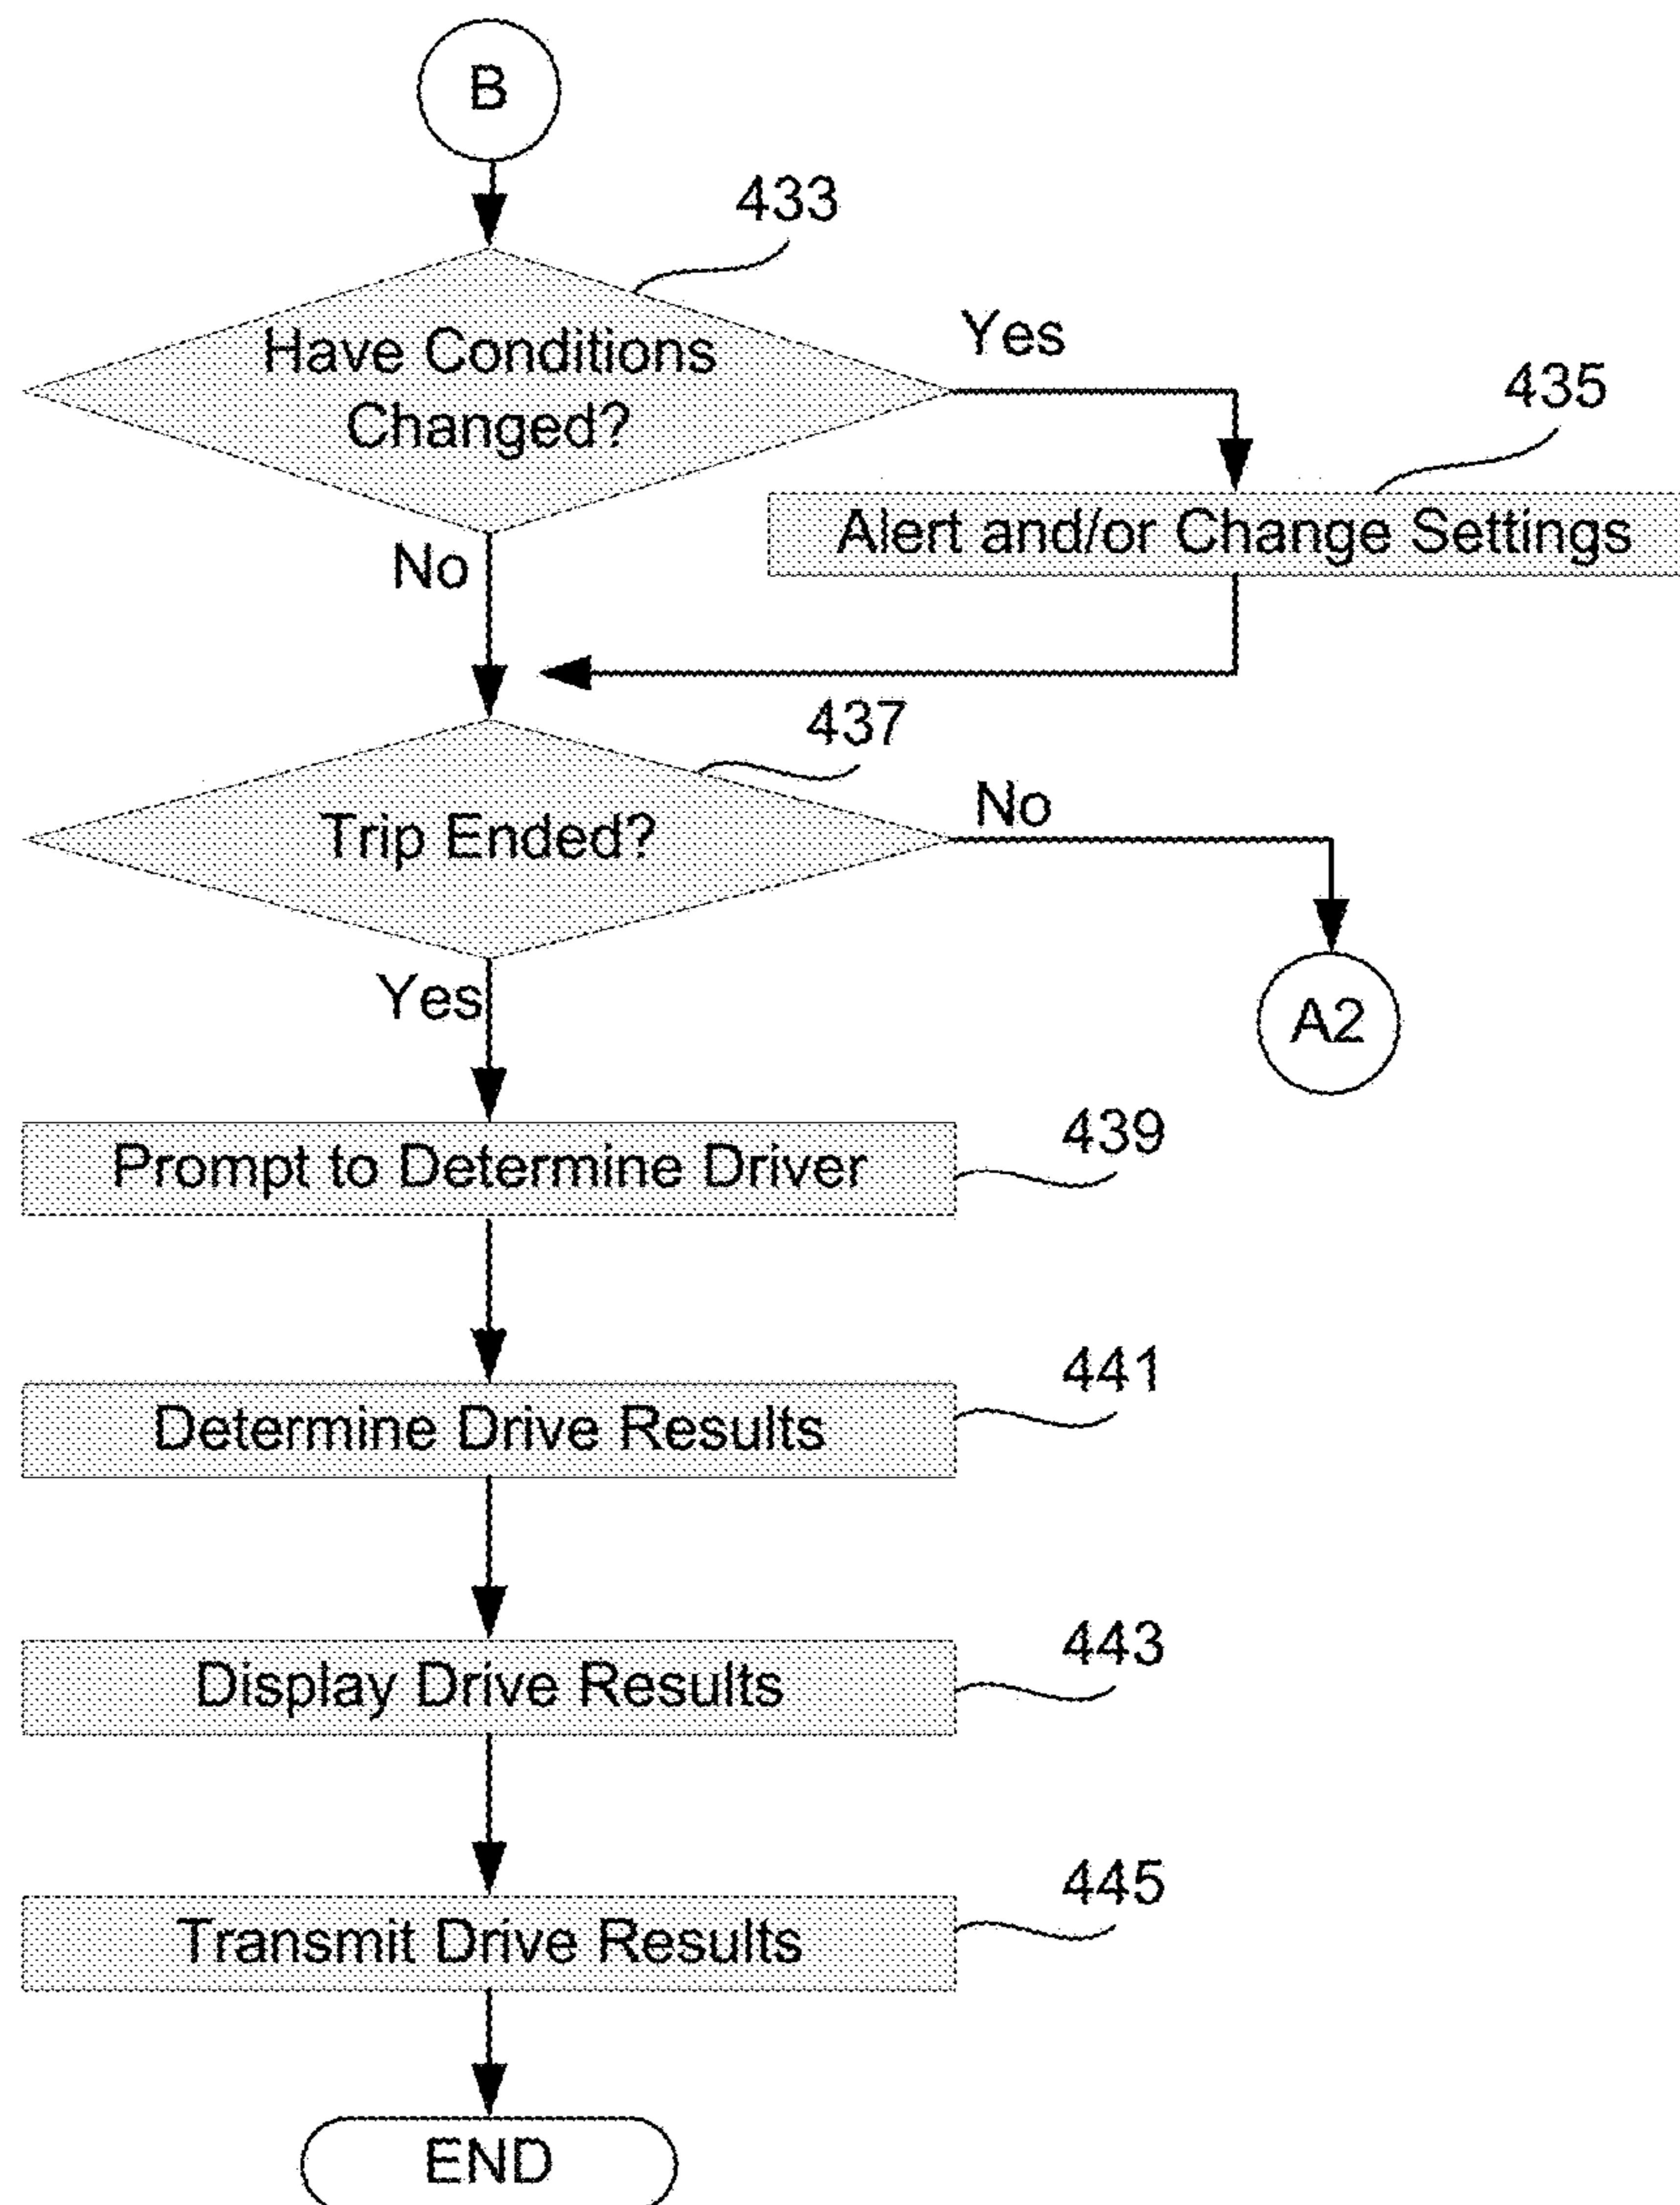 B
433
Have Conditions
Changed?
Yes
435
Alert and/or Change Settings
No
437
Trip Ended?
No
A2
Yes
439
Prompt to Determine Driver
441
Determine Drive Results
443
Display Drive Results
445
Transmit Drive Results
END